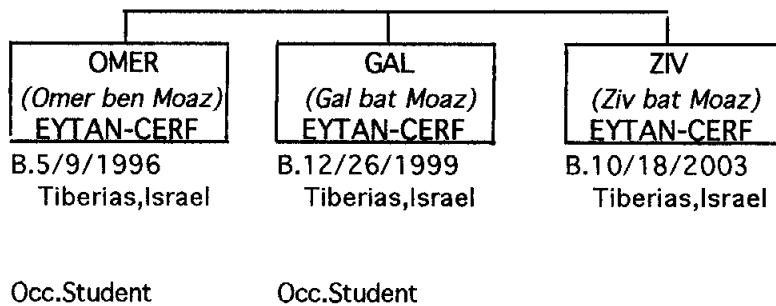 OMER
(Omer ben Moaz)
EYTAN-CERF
B.5/9/1996
Tiberias,Israel
Occ.Student
GAL
(Gal bat Moaz)
EYTAN-CERF
B.12/26/1999
Tiberias,Israel
Occ.Student
ZIV
(Ziv bat Moaz)
EYTAN-CERF
B.10/18/2003
Tiberias,Israel